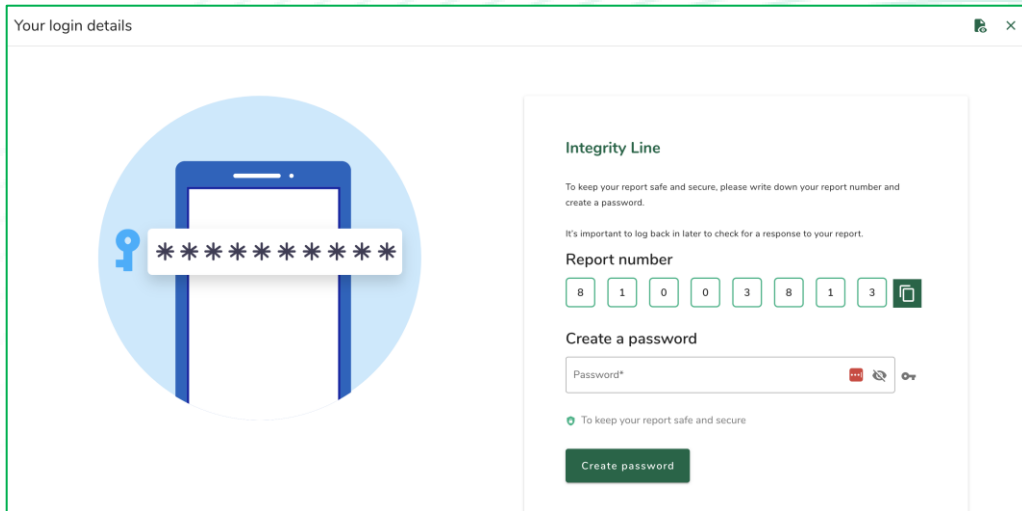 Your login details
**********
Integrity Line
To keep your report safe and secure, please write down your report number and
create a password.
It's important to log back in later to check for a response to your report.
Report number
8 1 0 0 3 8 1 3
Create a password
Password*
To keep your report safe and secure
Create password